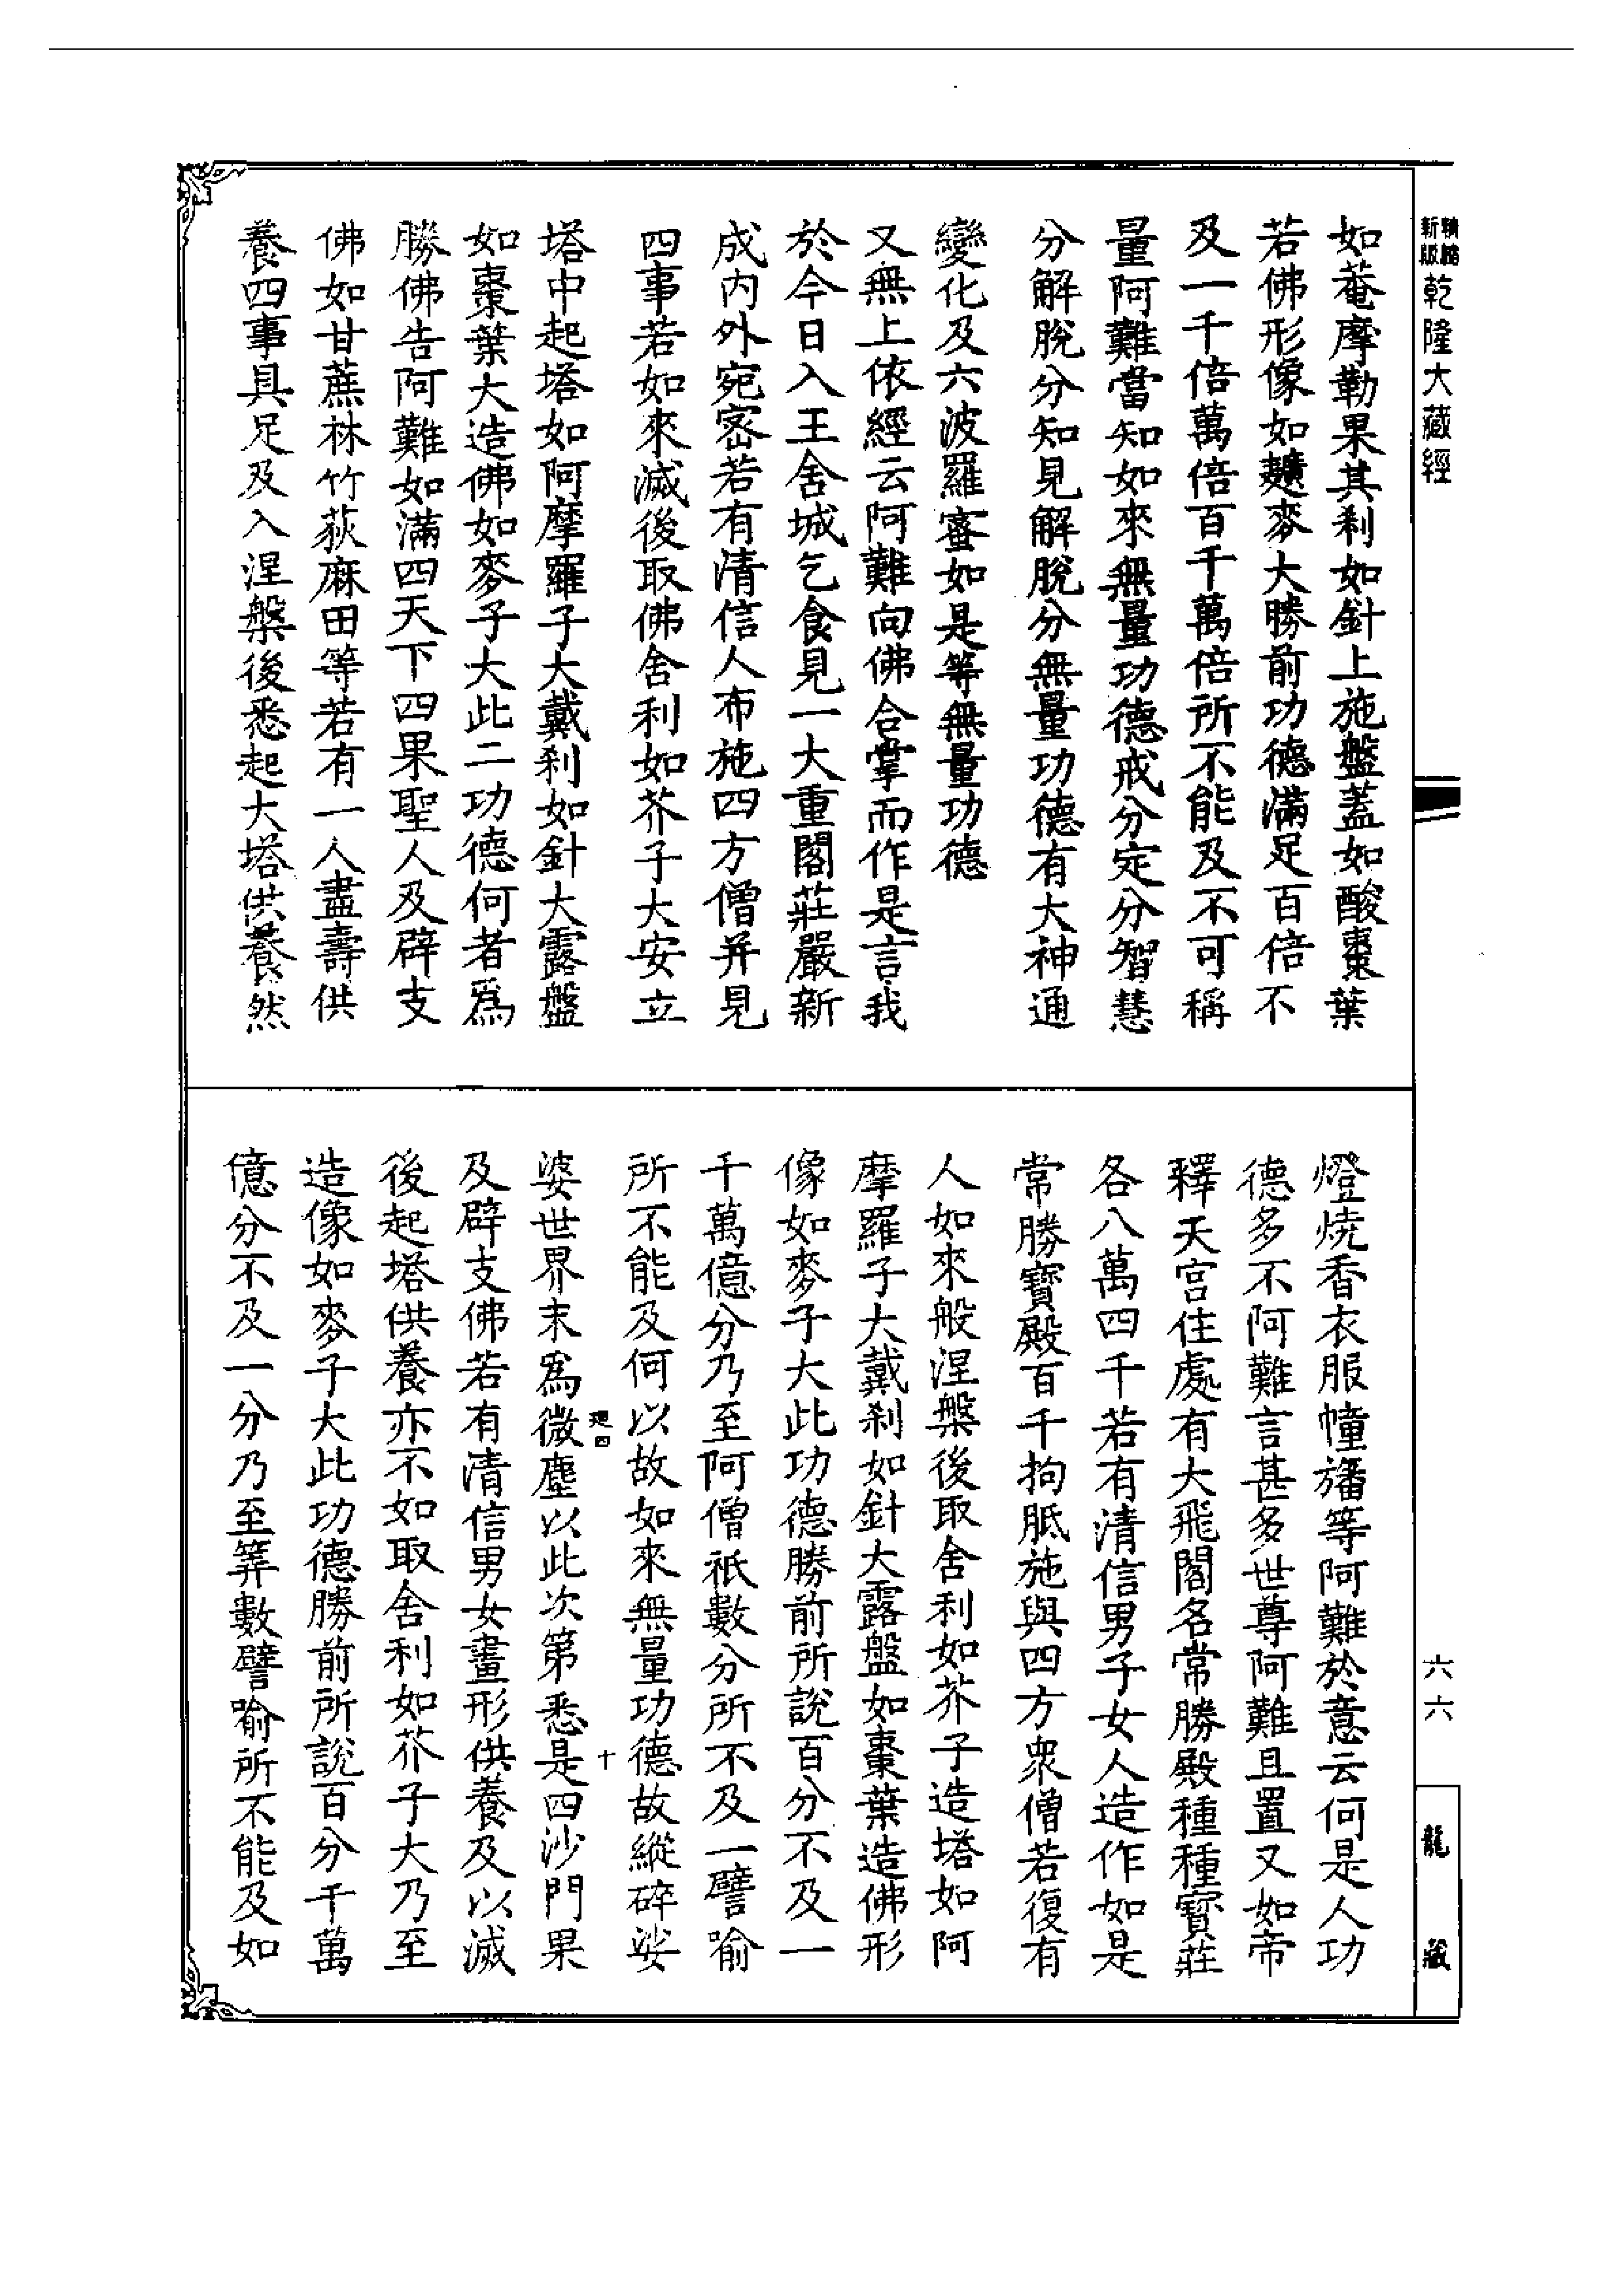 新版
乾隆大藏經
如菴摩勒果其刹如針上施盤蓋如酸棗葉
若佛形像如䵃麥大勝前功德滿足百倍不
及一千倍萬倍百千萬倍所不能及不可稱
量阿難當知如來無量功德戒分定分智慧
分解脫分知見解脫分無量功德有大神通
變化及六波羅蜜如是等無量功德
又無上依經云阿難向佛合掌而作是言我
於今日入王舍城乞食見一大重閣莊嚴新
成內外宛密若有清信人布施四方僧并見
四事若如來滅後取佛舍利如芥子大安立
塔中起塔如阿摩羅子大戴刹如針大露盤
如棗葉大造佛如麥子大此二功德何者爲
勝佛告阿難如滿四天下四果聖人及辟支
佛如甘蔗林竹荻麻田等若有一人盡壽供
養四事具足及入涅槃後悉起大塔供養然
燈燒香衣服幢旛等阿難於意云何是人功
德多不阿難言甚多世尊阿難且置又如帝
釋天宮住處有大飛閣名常勝殿種種寶莊
各八萬四千若有清信男子女人造作如是
常勝寶殿百千拘胝施與四方衆僧若復有
人如來般涅槃後取舍利如芥子造塔如阿
摩羅子大戴刹如針大露盤如棗葉造佛形
像如麥子大此功德勝前所說百分不及一
千萬億分乃至阿僧祇數分所不及一譬喻
所不能及何以故如來無量功德故縱碎娑
婆世界末爲微塵以此次第悉是四沙門果
及辟支佛若有清信男女畫形供養及以滅
後起塔供養亦不如取舍利如芥子大乃至
造像如麥子大此功德勝前所說百分千萬
億分不及一分乃至筭數譬喻所不能及如
十
六六
龍藏